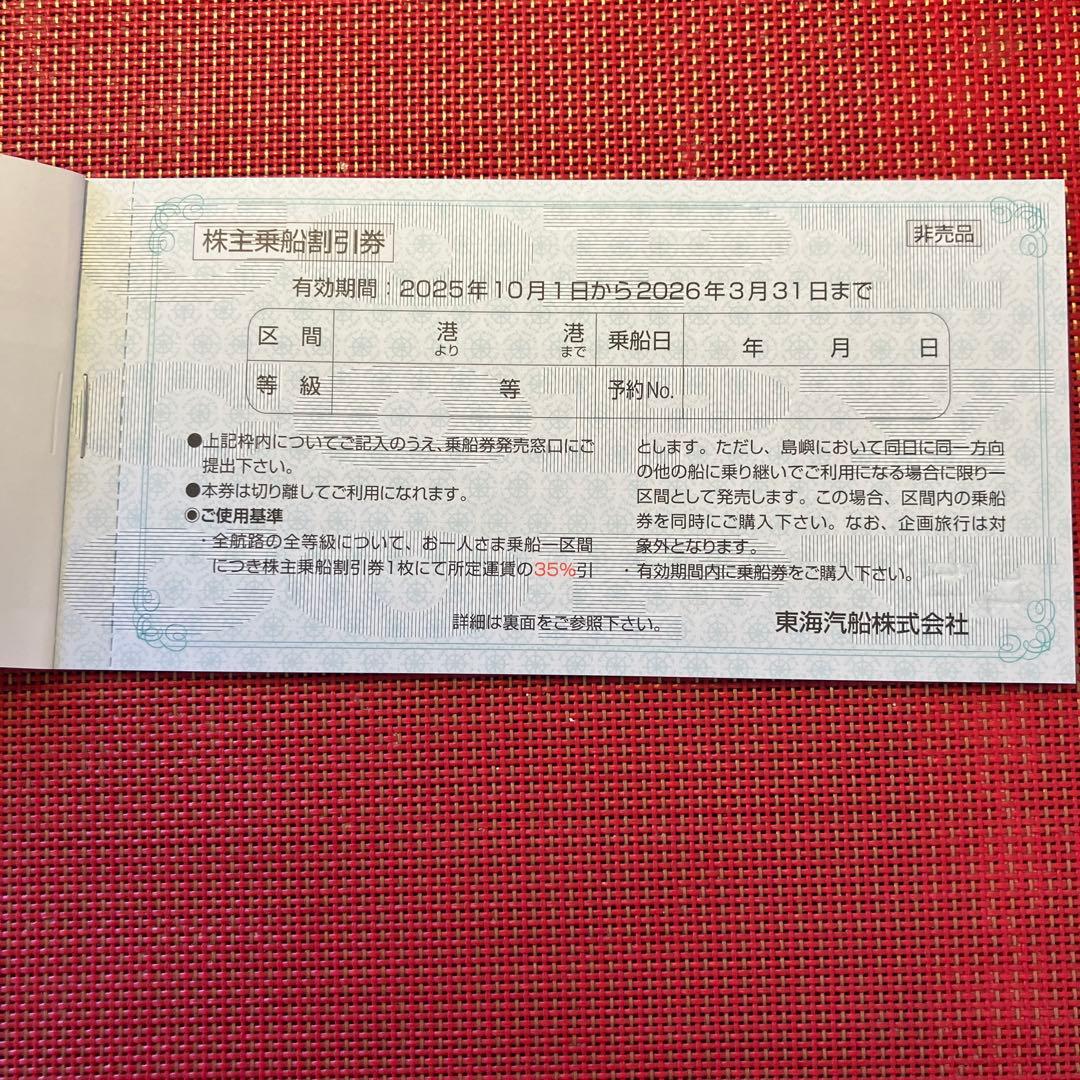 株主乗船割引券
非売品
有効期間：2025年10月1日から2026年3月31日まで
区間 港より 港まで 乗船日 年 月 日
等級 等 予約No.
●上記枠内についてご記入のうえ、乗船券発売窓口にご
提出下さい。
●本券は切り離してご利用になれます。
◉ご使用基準
・全航路の全等級について、お一人さま乗船一区間
につき株主乗船割引券1枚にて所定運賃の35%引
とします。ただし、島嶼において同日に同一方向
の他の船に乗り継いでご利用になる場合に限り一
区間として発売します。この場合、区間内の乗船
券を同時にご購入下さい。なお、企画旅行は対
象外となります。
・有効期間内に乗船券をご購入下さい。
詳細は裏面をご参照下さい。
東海汽船株式会社